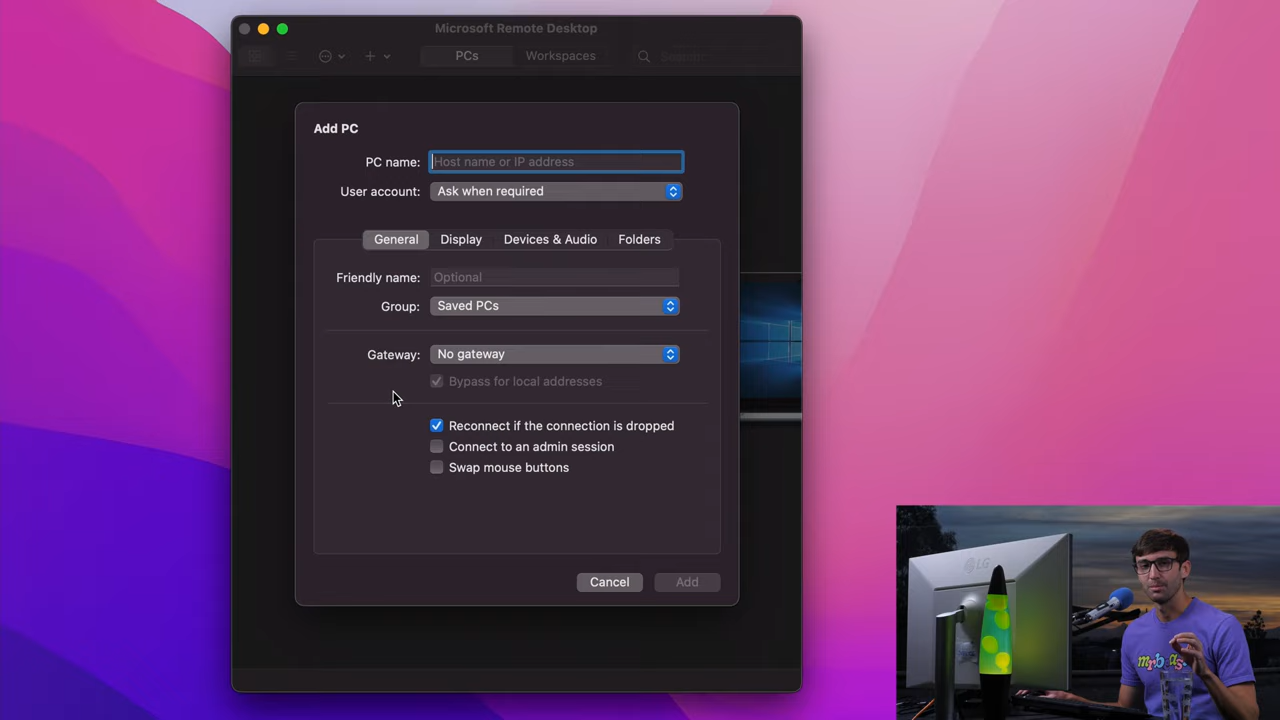 Microsoft Remote Desktop
PCs
Workspaces
Search
Add PC
PC name: Host name or IP address
User account: Ask when required
General Display Devices & Audio Folders
Friendly name: Optional
Group: Saved PCs
Gateway: No gateway
Bypass for local addresses
Reconnect if the connection is dropped
Connect to an admin session
Swap mouse buttons
Cancel Add
LG